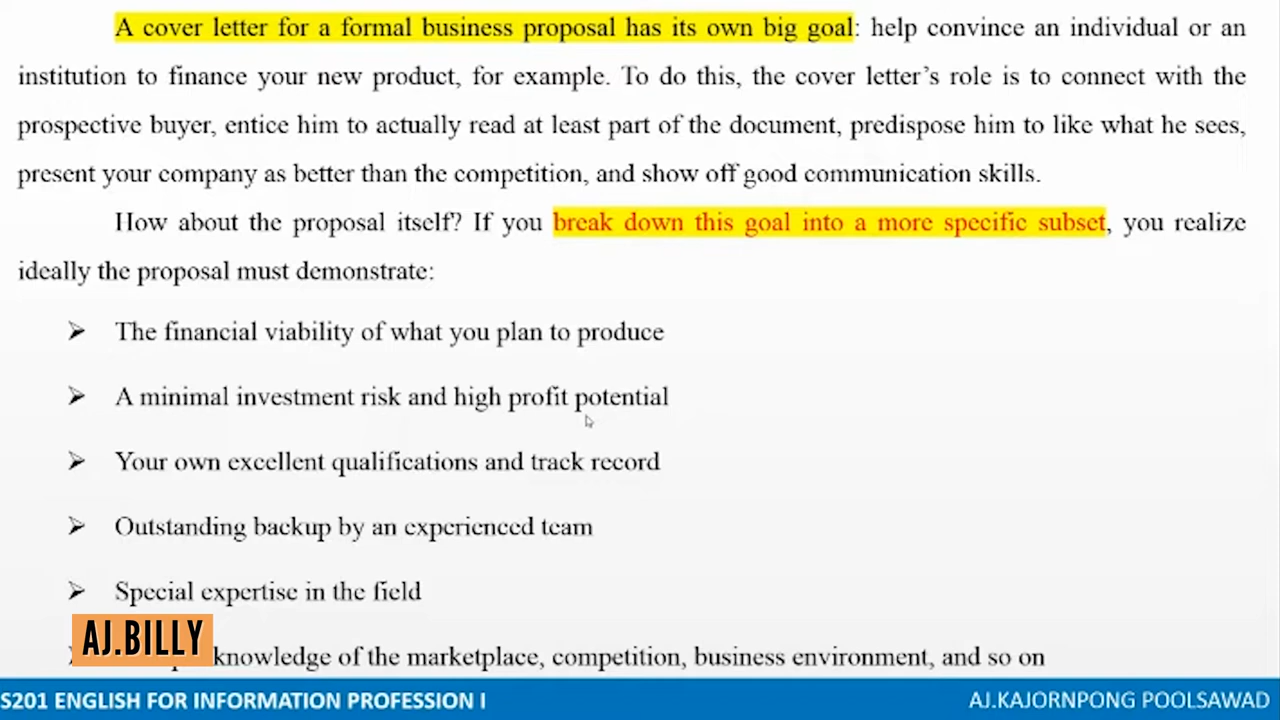 A cover letter for a formal business proposal has its own big goal: help convince an individual or an
institution to finance your new product, for example. To do this, the cover letter's role is to connect with the
prospective buyer, entice him to actually read at least part of the document, predispose him to like what he sees,
present your company as better than the competition, and show off good communication skills.
How about the proposal itself? If you break down this goal into a more specific subset, you realize
ideally the proposal must demonstrate:
➢ The financial viability of what you plan to produce
➢ A minimal investment risk and high profit potential
➢ Your own excellent qualifications and track record
➢ Outstanding backup by an experienced team
➢ Special expertise in the field
knowledge of the marketplace, competition, business environment, and so on
AJ.BILLY
S201 ENGLISH FOR INFORMATION PROFESSION I
AJ.KAJORNPONG POOLSAWAD